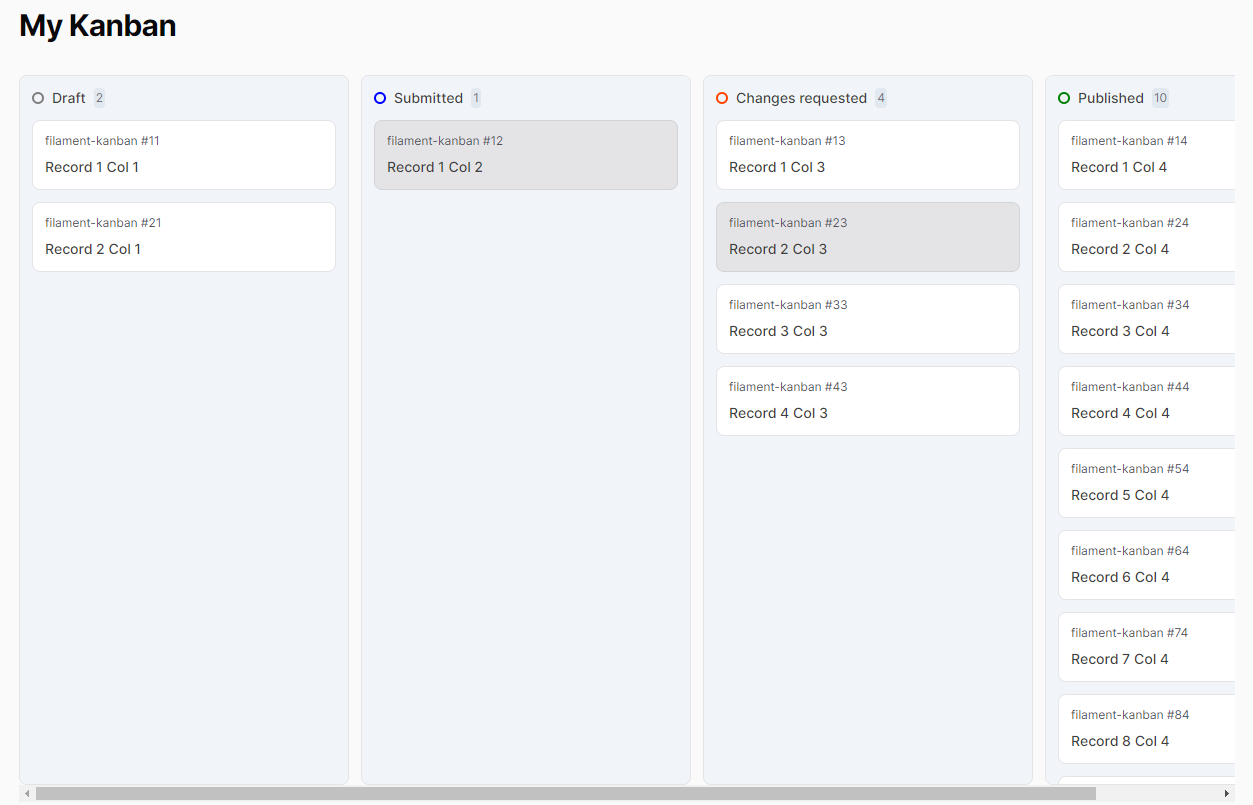 My Kanban
Draft 2
filament-kanban #11
Record 1 Col 1
filament-kanban #21
Record 2 Col 1
Submitted 1
filament-kanban #12
Record 1 Col 2
Changes requested 4
filament-kanban #13
Record 1 Col 3
filament-kanban #23
Record 2 Col 3
filament-kanban #33
Record 3 Col 3
filament-kanban #43
Record 4 Col 3
Published 10
filament-kanban #14
Record 1 Col 4
filament-kanban #24
Record 2 Col 4
filament-kanban #34
Record 3 Col 4
filament-kanban #44
Record 4 Col 4
filament-kanban #54
Record 5 Col 4
filament-kanban #64
Record 6 Col 4
filament-kanban #74
Record 7 Col 4
filament-kanban #84
Record 8 Col 4